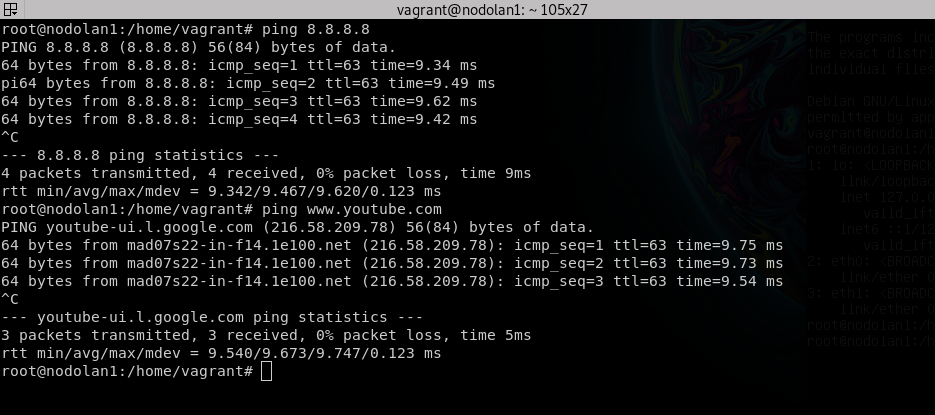 vagrant@nodolan1: ~ 105x27
root@nodolan1:/home/vagrant# ping 8.8.8.8
PING 8.8.8.8 (8.8.8.8) 56(84) bytes of data.
64 bytes from 8.8.8.8: icmp_seq=1 ttl=63 time=9.34 ms
pi64 bytes from 8.8.8.8: icmp_seq=2 ttl=63 time=9.49 ms
64 bytes from 8.8.8.8: icmp_seq=3 ttl=63 time=9.62 ms
64 bytes from 8.8.8.8: icmp_seq=4 ttl=63 time=9.42 ms
^C
--- 8.8.8.8 ping statistics ---
4 packets transmitted, 4 received, 0% packet loss, time 9ms
rtt min/avg/max/mdev = 9.342/9.467/9.620/0.123 ms
root@nodolan1:/home/vagrant# ping www.youtube.com
PING youtube-ui.l.google.com (216.58.209.78) 56(84) bytes of data.
64 bytes from mad07s22-in-f14.1e100.net (216.58.209.78): icmp_seq=1 ttl=63 time=9.75 ms
64 bytes from mad07s22-in-f14.1e100.net (216.58.209.78): icmp_seq=2 ttl=63 time=9.73 ms
64 bytes from mad07s22-in-f14.1e100.net (216.58.209.78): icmp_seq=3 ttl=63 time=9.54 ms
^C
--- youtube-ui.l.google.com ping statistics ---
3 packets transmitted, 3 received, 0% packet loss, time 5ms
rtt min/avg/max/mdev = 9.540/9.673/9.747/0.123 ms
root@nodolan1:/home/vagrant#
The programs inc
the exact distri
individual files
Debian GNU/Linux
permitted by app
vagrant@nodolan1
root@nodolan1:/h
1: lo: <LOOPBACK
link/loopbac
inet 127.0.0
valid_lft
inet6 ::1/12
valid_lft
2: eth0: <BROADC
link/ether 0
3: eth1: <BROADC
link/ether 0
root@nodolan1:/h
root@nodolan1:/h